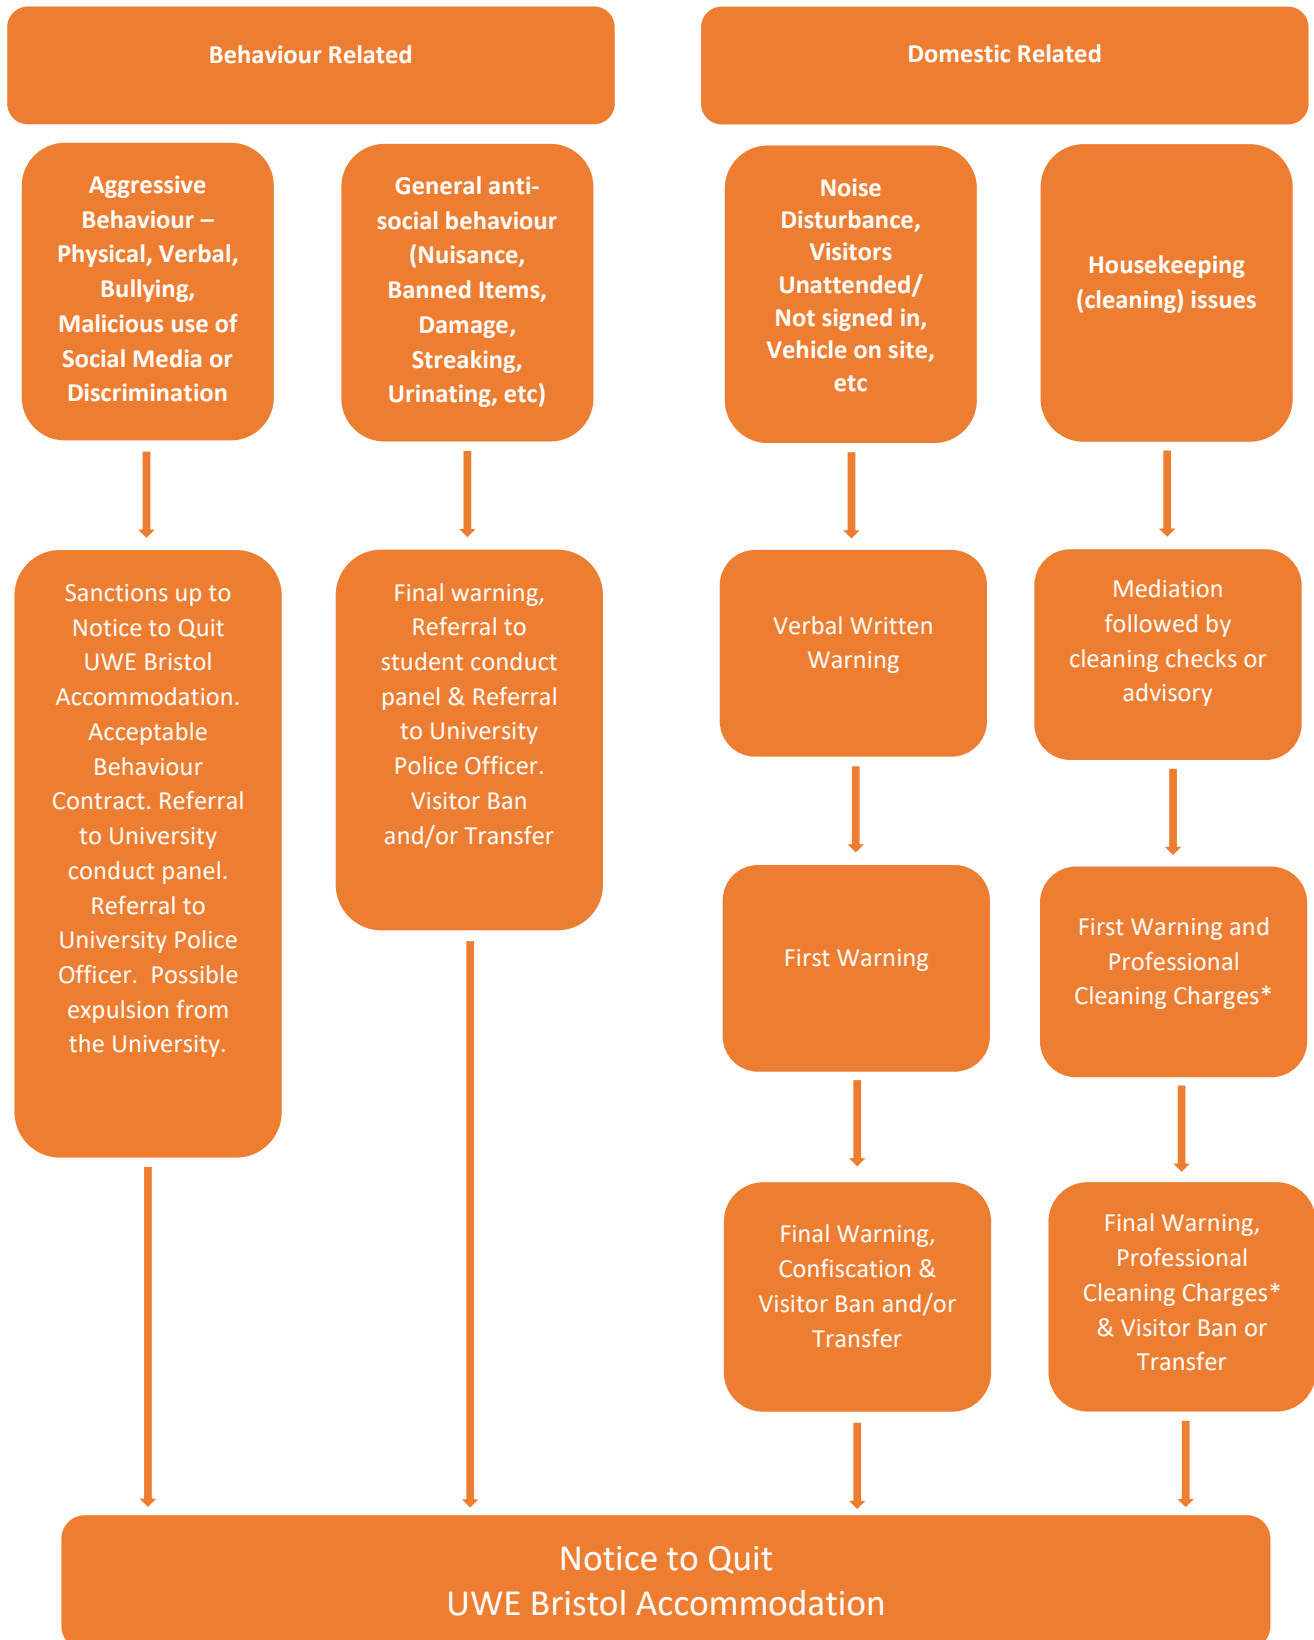 Behaviour Related
Domestic Related
Aggressive
Behaviour –
Physical, Verbal,
Bullying,
Malicious use of
Social Media or
Discrimination
General anti-
social behaviour
(Nuisance,
Banned Items,
Damage,
Streaking,
Urinating, etc)
Noise
Disturbance,
Visitors
Unattended/
Not signed in,
Vehicle on site,
etc
Housekeeping
(cleaning) issues
Sanctions up to
Notice to Quit
UWE Bristol
Accommodation.
Acceptable
Behaviour
Contract. Referral
to University
conduct panel.
Referral to
University Police
Officer.  Possible
expulsion from
the University.
Final warning,
Referral to
student conduct
panel & Referral
to University
Police Officer.
Visitor Ban
and/or Transfer
Verbal Written
Warning
Mediation
followed by
cleaning checks or
advisory
First Warning
First Warning and
Professional
Cleaning Charges*
Final Warning,
Confiscation &
Visitor Ban and/or
Transfer
Final Warning,
Professional
Cleaning Charges*
& Visitor Ban or
Transfer
Notice to Quit
UWE Bristol Accommodation